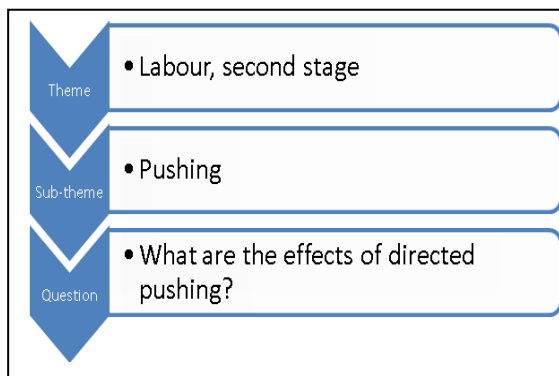 Theme
• Labour, second stage
Sub-theme
• Pushing
Question
• What are the effects of directed
pushing?